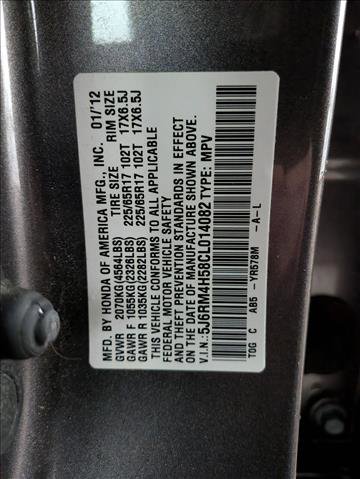 MFD. BY HONDA OF AMERICA MFG., INC. 01/'12
TIRE SIZE RIM SIZE
GVWR 2070KG(4564LBS)
GAWR F 1055KG(2326LBS) 225/65R17 102T 17X6.5J
GAWR R 1035KG(2282LBS) 225/65R17 102T 17X6.5J
THIS VEHICLE CONFORMS TO ALL APPLICABLE
FEDERAL MOTOR VEHICLE SAFETY
AND THEFT PREVENTION STANDARDS IN EFFECT
ON THE DATE OF MANUFACTURE SHOWN ABOVE.
V.I.N.: 5J6RM4H58CL014082 TYPE: MPV
TOG C AB5 -YR578M -A-L